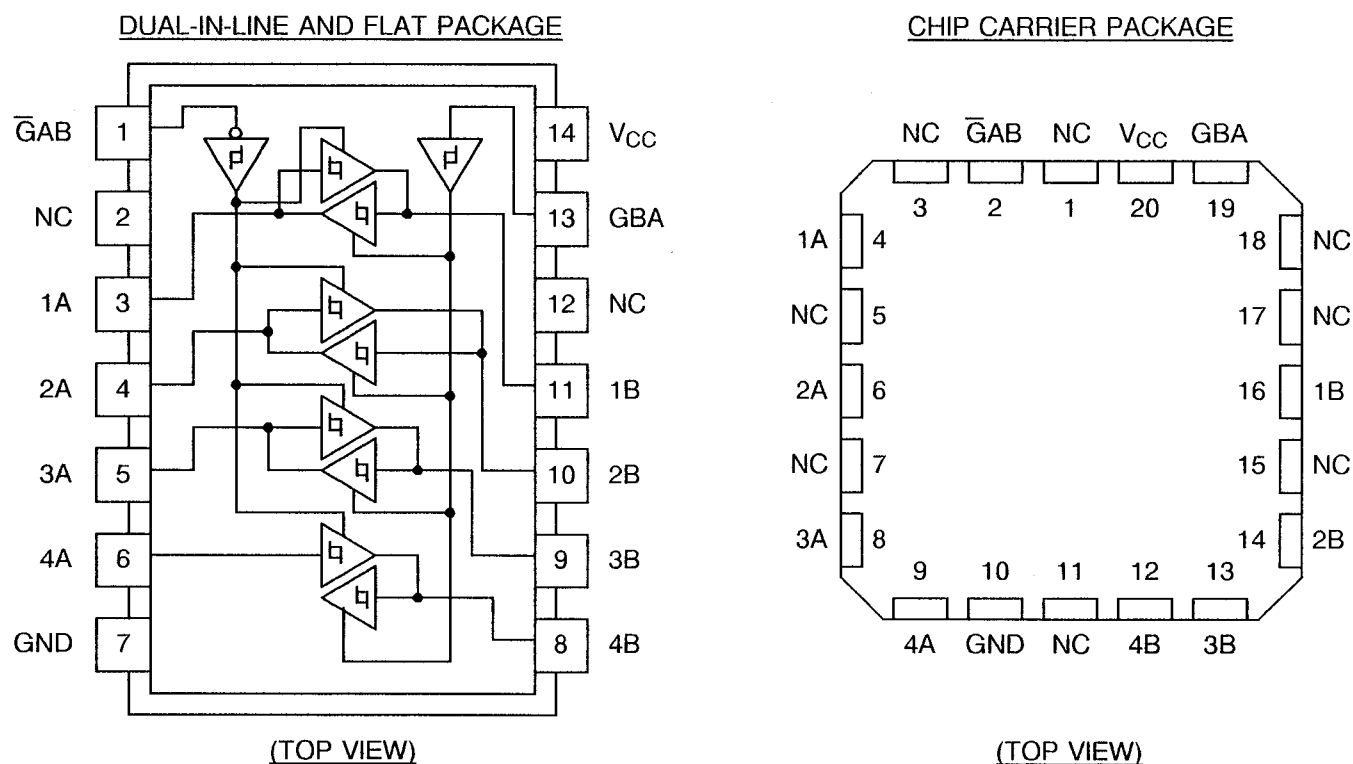 DUAL-IN-LINE AND FLAT PACKAGE
G̅AB 1 14 VCC
NC 2 13 GBA
1A 3 12 NC
2A 4 11 1B
3A 5 10 2B
4A 6 9 3B
GND 7 8 4B
(TOP VIEW)
CHIP CARRIER PACKAGE
NC G̅AB NC VCC GBA
3 2 1 20 19
1A 4 18 NC
NC 5 17 NC
2A 6 16 1B
NC 7 15 NC
3A 8 14 2B
9 10 11 12 13
4A GND NC 4B 3B
(TOP VIEW)